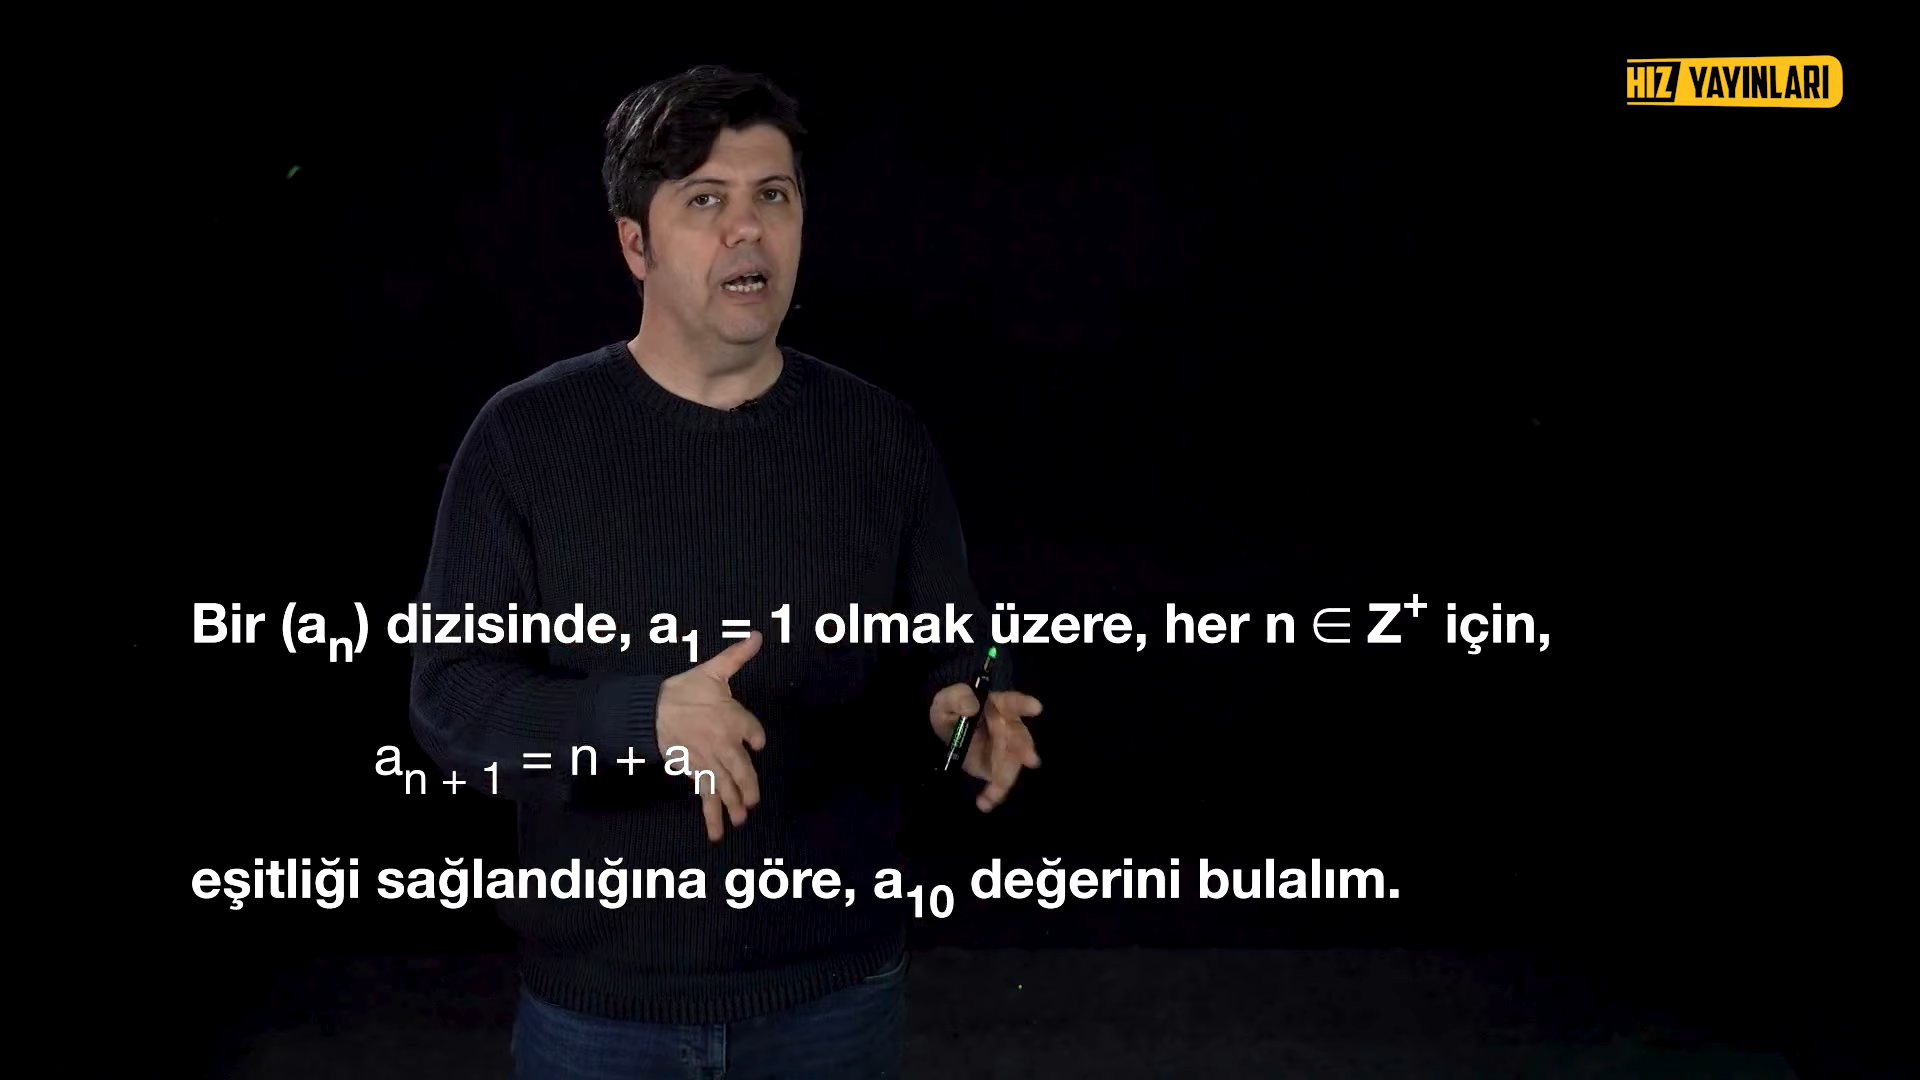 HIZ YAYINLARI
Bir (aₙ) dizisinde, a₁ = 1 olmak üzere, her n ∈ Z⁺ için,
aₙ ₊ ₁ = n + aₙ
eşitliği sağlandığına göre, a₁₀ değerini bulalım.